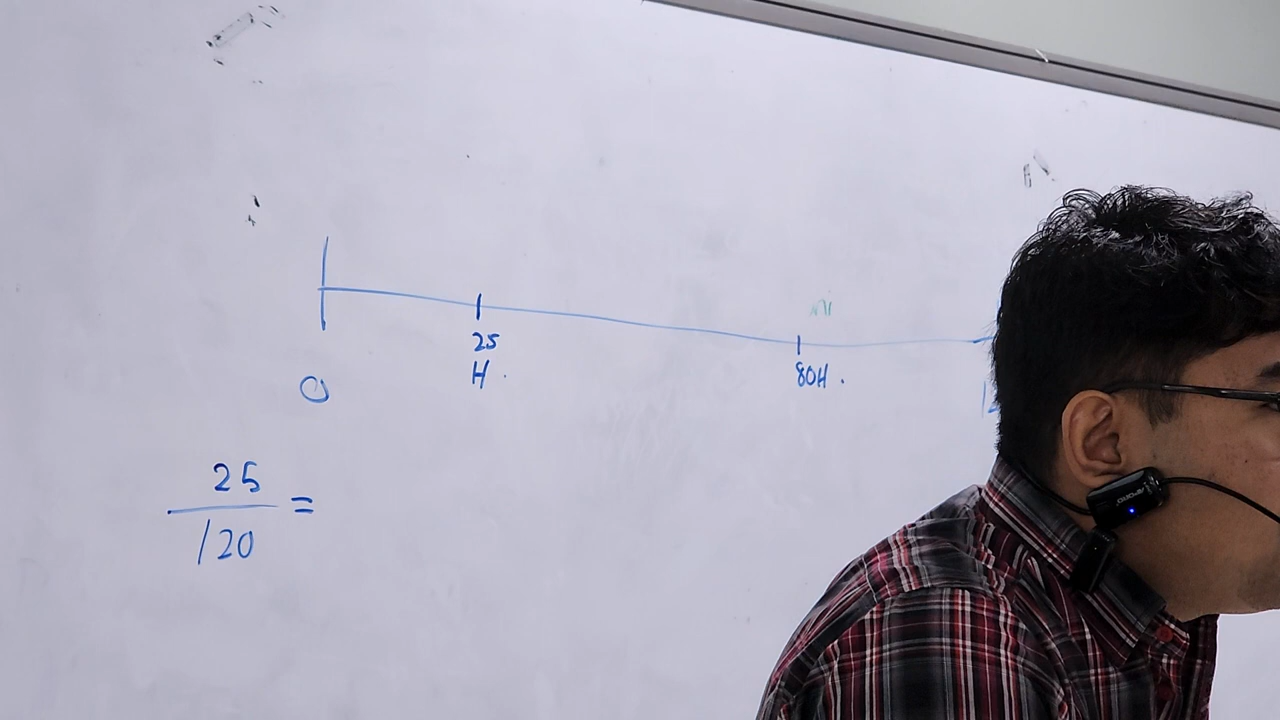 25
H .
80H .
0
25
/120 =